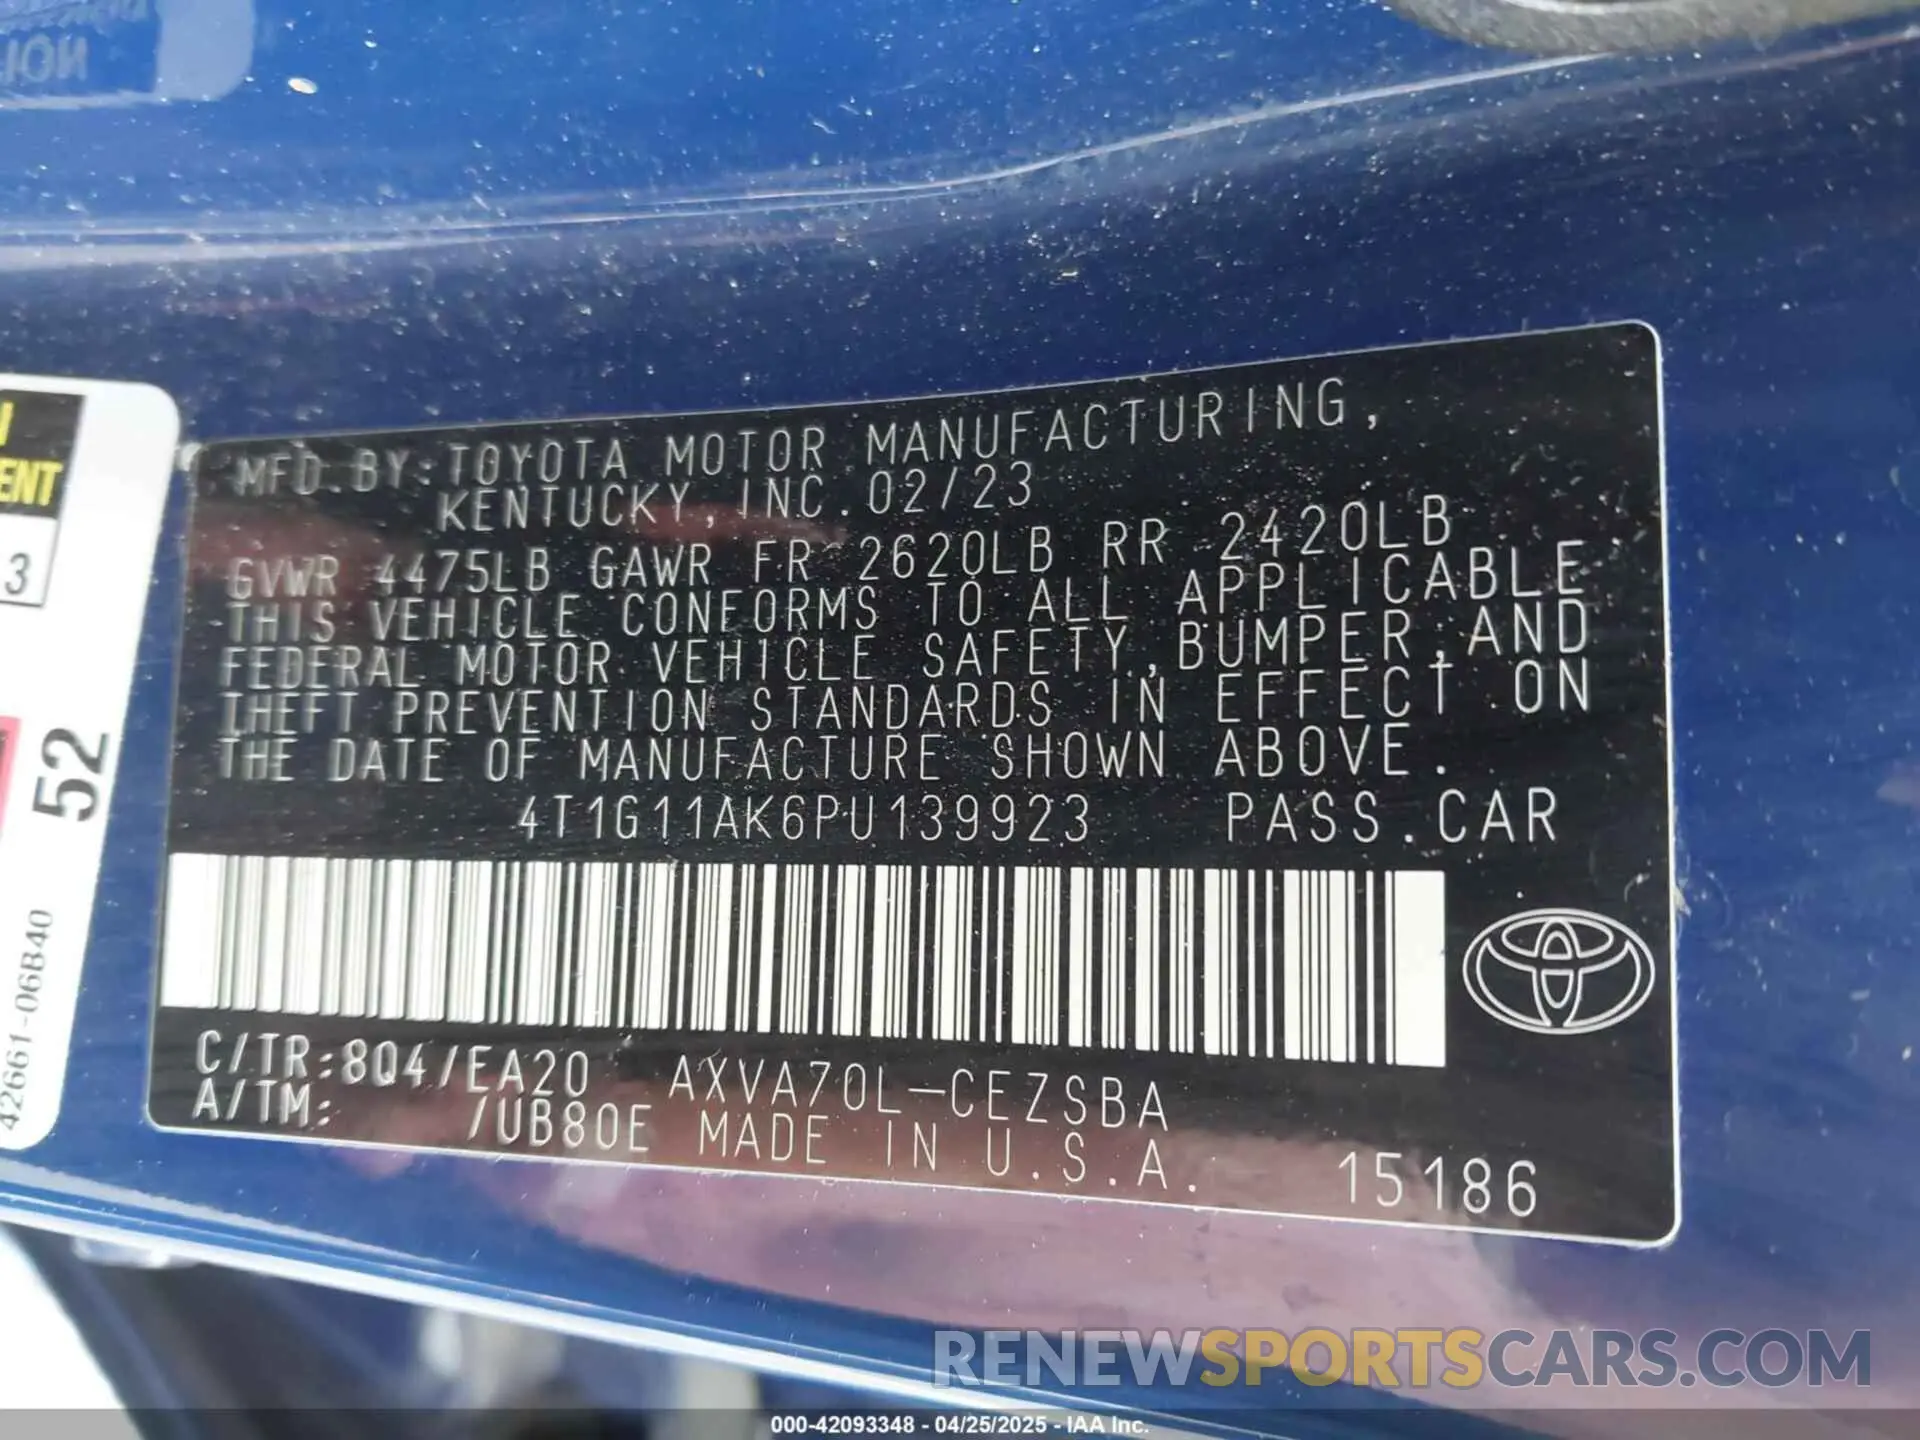 MFD. BY: TOYOTA MOTOR MANUFACTURING,
KENTUCKY, INC. 02/23
GVWR 4475LB GAWR FR 2620LB RR 2420LB
THIS VEHICLE CONFORMS TO ALL APPLICABLE
FEDERAL MOTOR VEHICLE SAFETY, BUMPER, AND
THEFT PREVENTION STANDARDS IN EFFECT ON
THE DATE OF MANUFACTURE SHOWN ABOVE.
4T1G11AK6PU139923 PASS. CAR
C/TR:8Q4/EA20 AXVA70L-CEZSBA
A/TM: /UB80E MADE IN U.S.A. 15186
ENT
3
52
42661-06B40
RENEWSPORTSCARS.COM
000-42093348 - 04/25/2025 - IAA Inc.